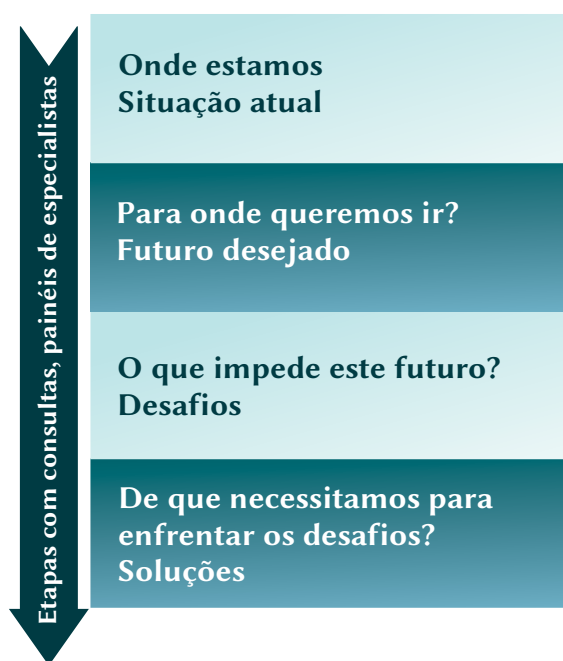 Etapas com consultas, painéis de especialistas
Onde estamos
Situação atual
Para onde queremos ir?
Futuro desejado
O que impede este futuro?
Desafios
De que necessitamos para
enfrentar os desafios?
Soluções